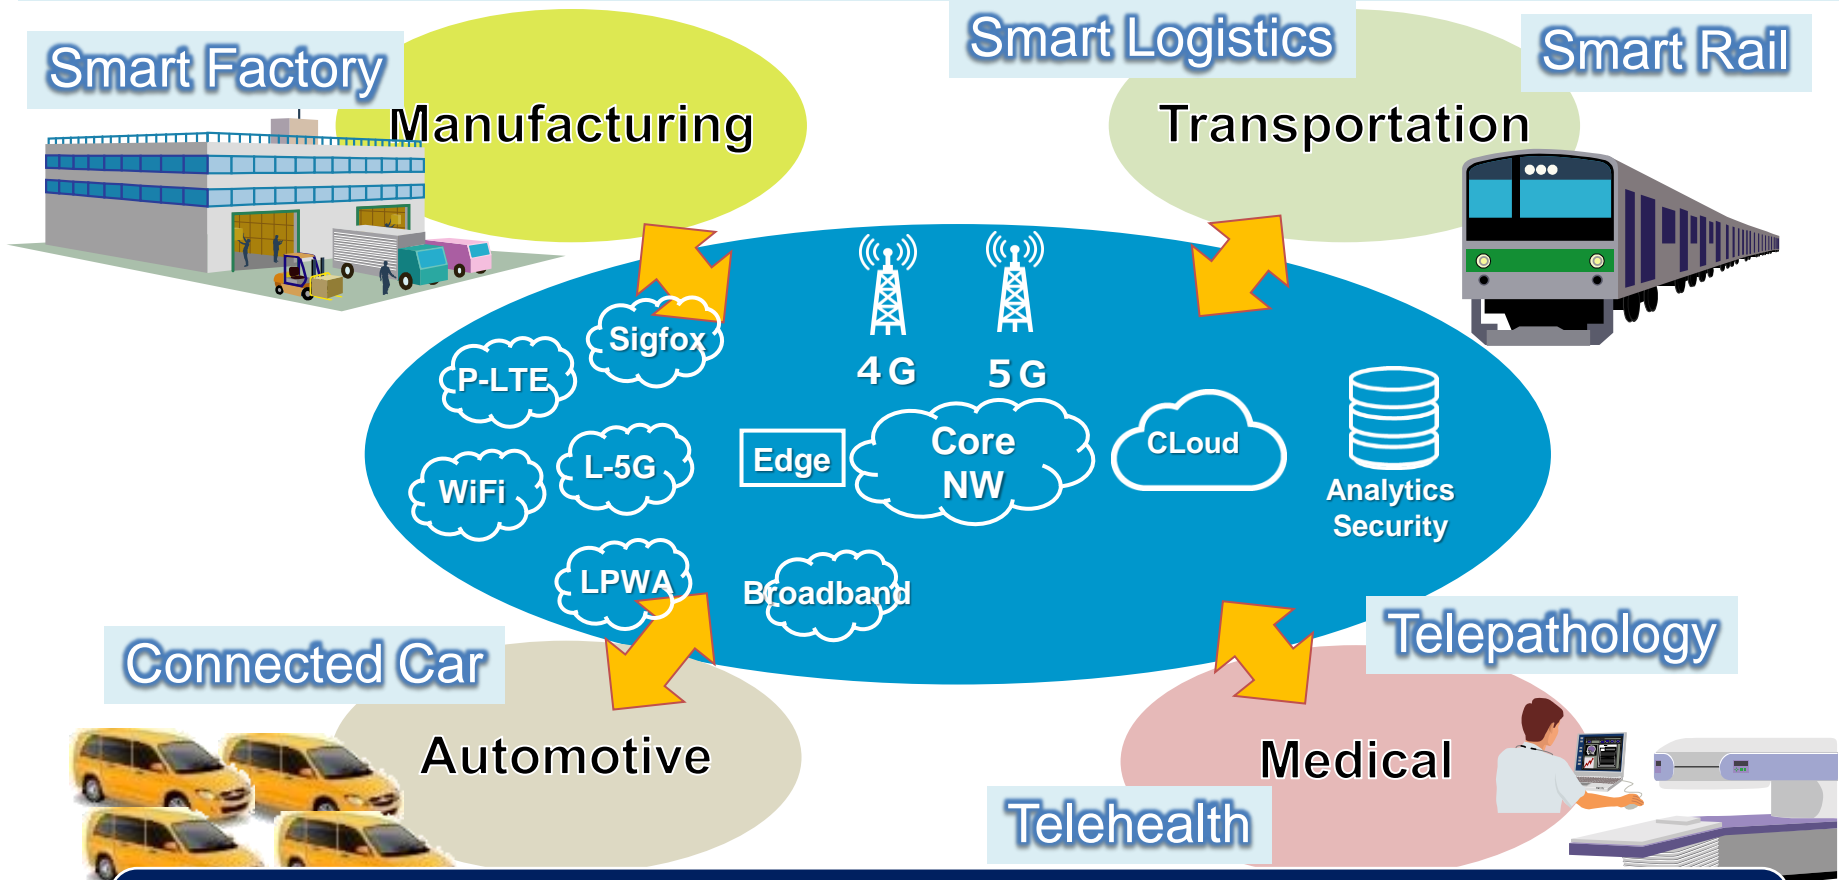 Smart Factory
Manufacturing
Smart Logistics
Smart Rail
Transportation
Sigfox
P-LTE
4G
5G
WiFi
L-5G
Edge
Core
NW
CLoud
Analytics
Security
LPWA
Broadband
Connected Car
Automotive
Telepathology
Medical
Telehealth